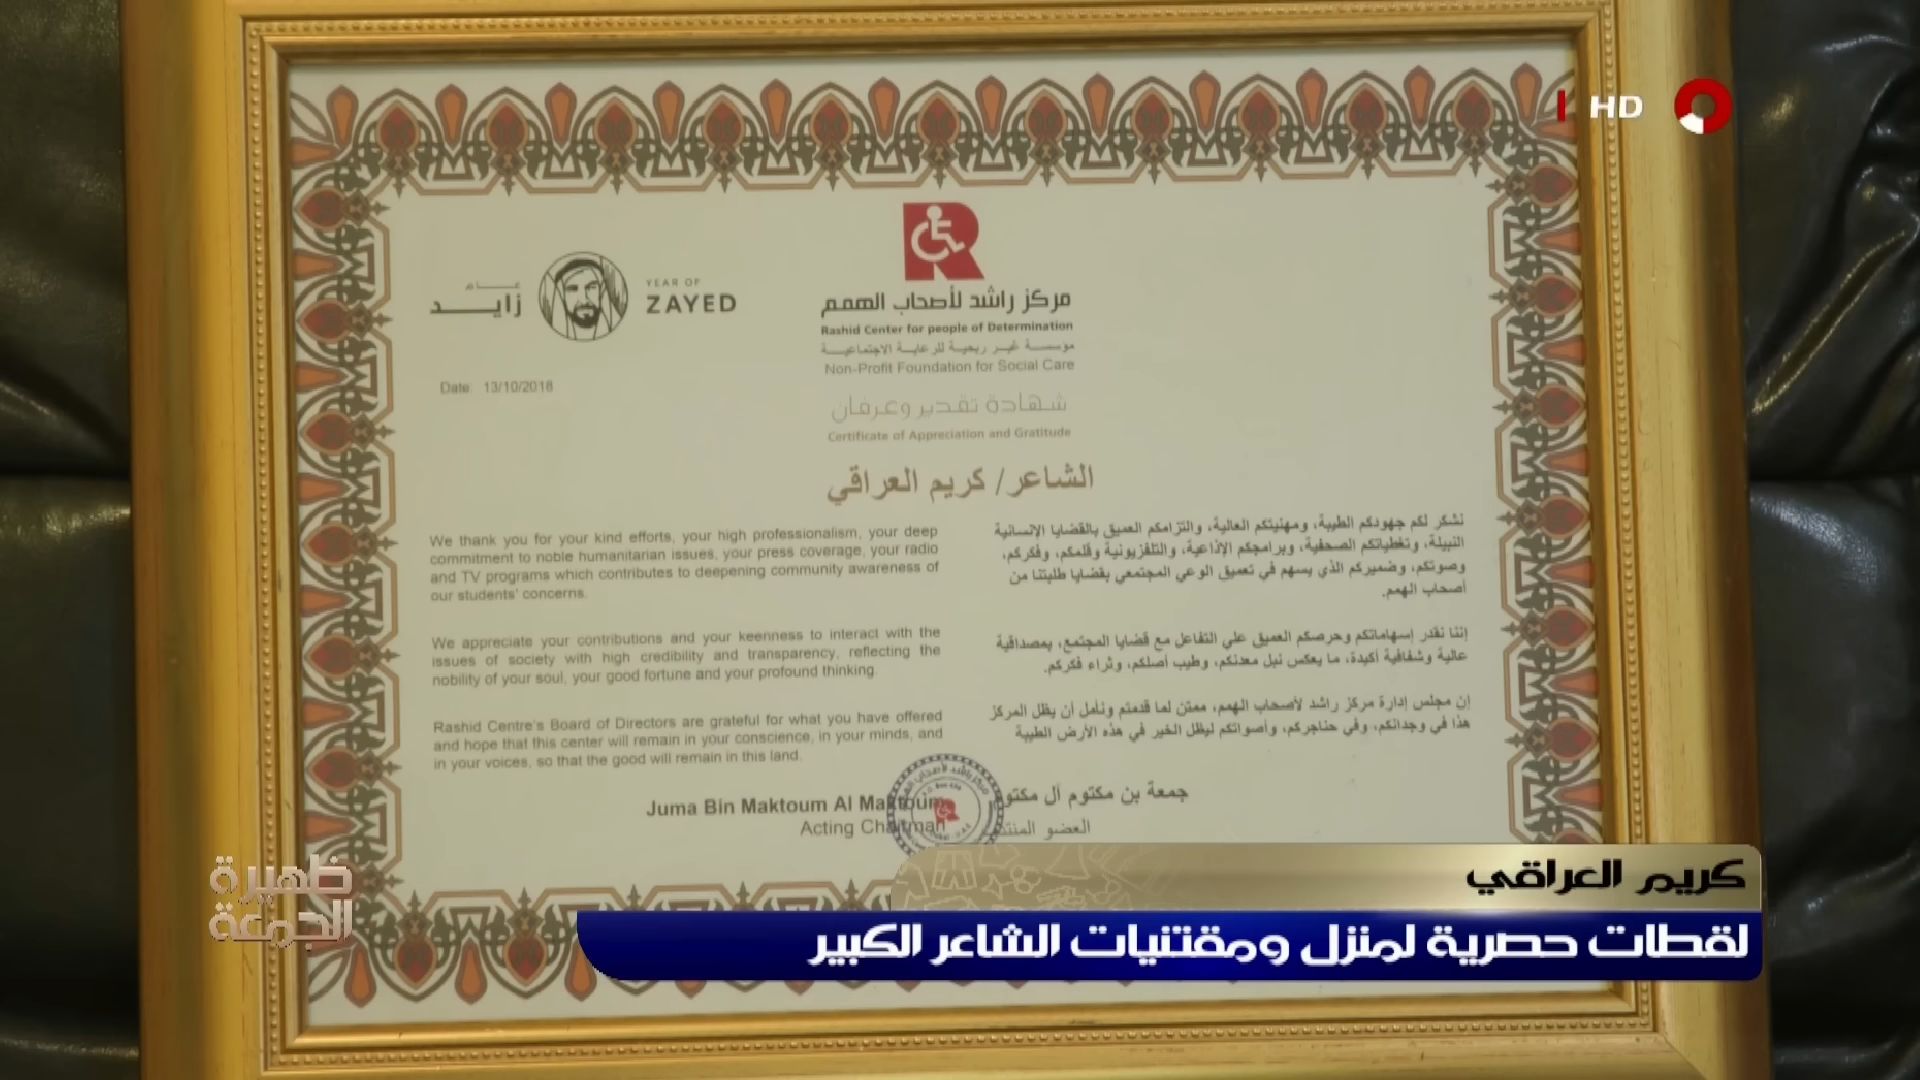 HD
عام
زايد
YEAR OF
ZAYED
مركز راشد لأصحاب الهمم
Rashid Center for people of Determination
مؤسسة غير ربحية للرعاية الاجتماعية
Non-Profit Foundation for Social Care
Date: 13/10/2018
شهادة تقدير وعرفان
Certificate of Appreciation and Gratitude
الشاعر/ كريم العراقي
We thank you for your kind efforts, your high professionalism, your deep
commitment to noble humanitarian issues, your press coverage, your radio
and TV programs which contributes to deepening community awareness of
our students' concerns.
We appreciate your contributions and your keenness to interact with the
issues of society with high credibility and transparency, reflecting the
nobility of your soul, your good fortune and your profound thinking.
Rashid Centre's Board of Directors are grateful for what you have offered
and hope that this center will remain in your conscience, in your minds, and
in your voices, so that the good will remain in this land.
Juma Bin Maktoum Al Maktoum
Acting Chairman
نشكر لكم جهودكم الطيبة، ومهنيتكم العالية، والتزامكم العميق بالقضايا الإنسانية
النبيلة، وتغطياتكم الصحفية، وبرامجكم الإذاعية، والتلفزيونية وقلمكم، وفكركم،
وصوتكم، وضميركم الذي يسهم في تعميق الوعي المجتمعي بقضايا طلبتنا من
أصحاب الهمم.
إننا نقدر إسهاماتكم وحرصكم العميق على التفاعل مع قضايا المجتمع، بمصداقية
عالية وشفافية أكيدة، ما يعكس نبل معدنكم، وطيب أصلكم، وثراء فكركم.
إن مجلس إدارة مركز راشد لأصحاب الهمم، ممتن لما قدمتم ونأمل أن يظل المركز
هذا في وجدانكم، وفي حناجركم، وأصواتكم ليظل الخير في هذه الأرض الطيبة
جمعة بن مكتوم آل مكتو
العضو المنتد
كريم العراقي
لقطات حصرية لمنزل ومقتنيات الشاعر الكبير
ظهيرة
الجمعة